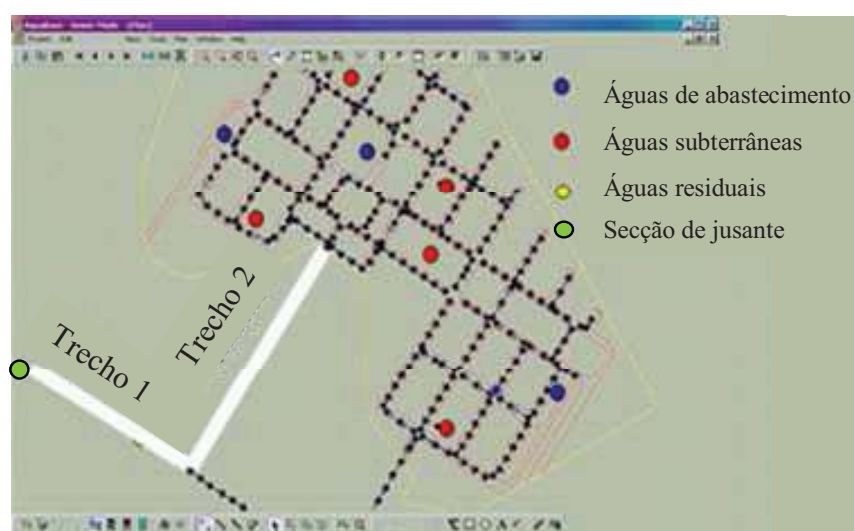 Águas de abastecimento
Águas subterrâneas
Águas residuais
Secção de jusante
Trecho 2
Trecho 1